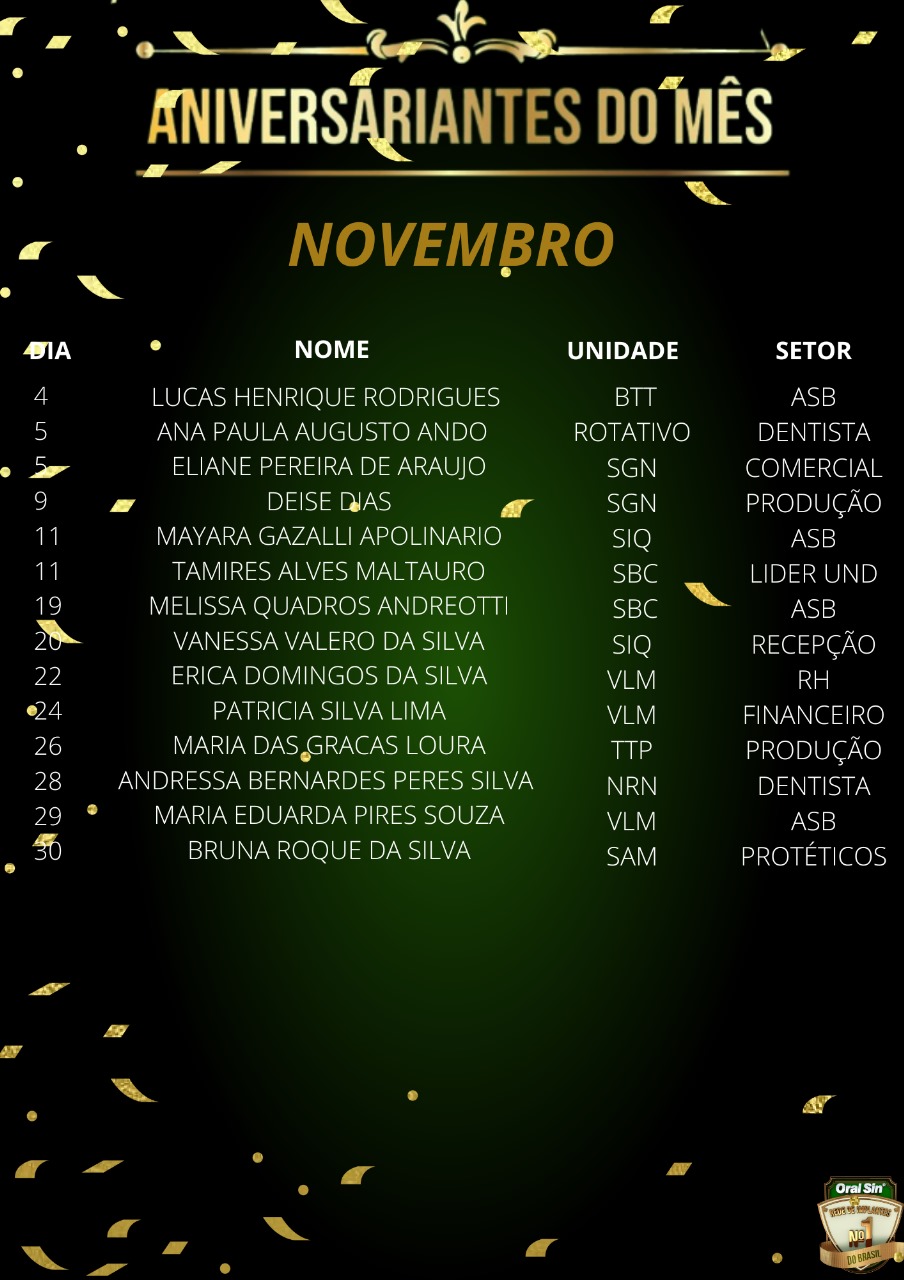 ANIVERSARIANTES DO MÊS
NOVEMBRO
DIA NOME UNIDADE SETOR
4 LUCAS HENRIQUE RODRIGUES BTT ASB
5 ANA PAULA AUGUSTO ANDO ROTATIVO DENTISTA
5 ELIANE PEREIRA DE ARAUJO SGN COMERCIAL
9 DEISE DIAS SGN PRODUÇÃO
11 MAYARA GAZALLI APOLINARIO SIQ ASB
11 TAMIRES ALVES MALTAURO SBC LIDER UND
19 MELISSA QUADROS ANDREOTTI SBC ASB
20 VANESSA VALERO DA SILVA SIQ RECEPÇÃO
22 ERICA DOMINGOS DA SILVA VLM RH
24 PATRICIA SILVA LIMA VLM FINANCEIRO
26 MARIA DAS GRACAS LOURA TTP PRODUÇÃO
28 ANDRESSA BERNARDES PERES SILVA NRN DENTISTA
29 MARIA EDUARDA PIRES SOUZA VLM ASB
30 BRUNA ROQUE DA SILVA SAM PROTÉTICOS
Oral Sin
REDE DE IMPLANTES
Nº1
DO BRASIL